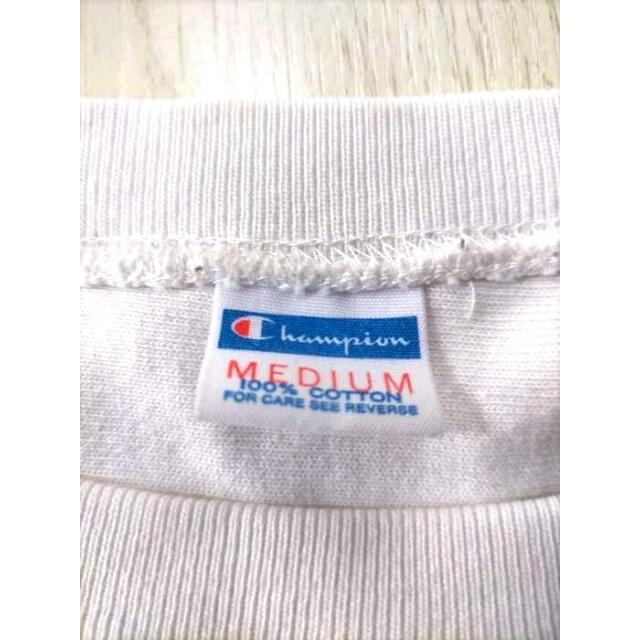 Champion
MEDIUM
100% COTTON
FOR CARE SEE REVERSE